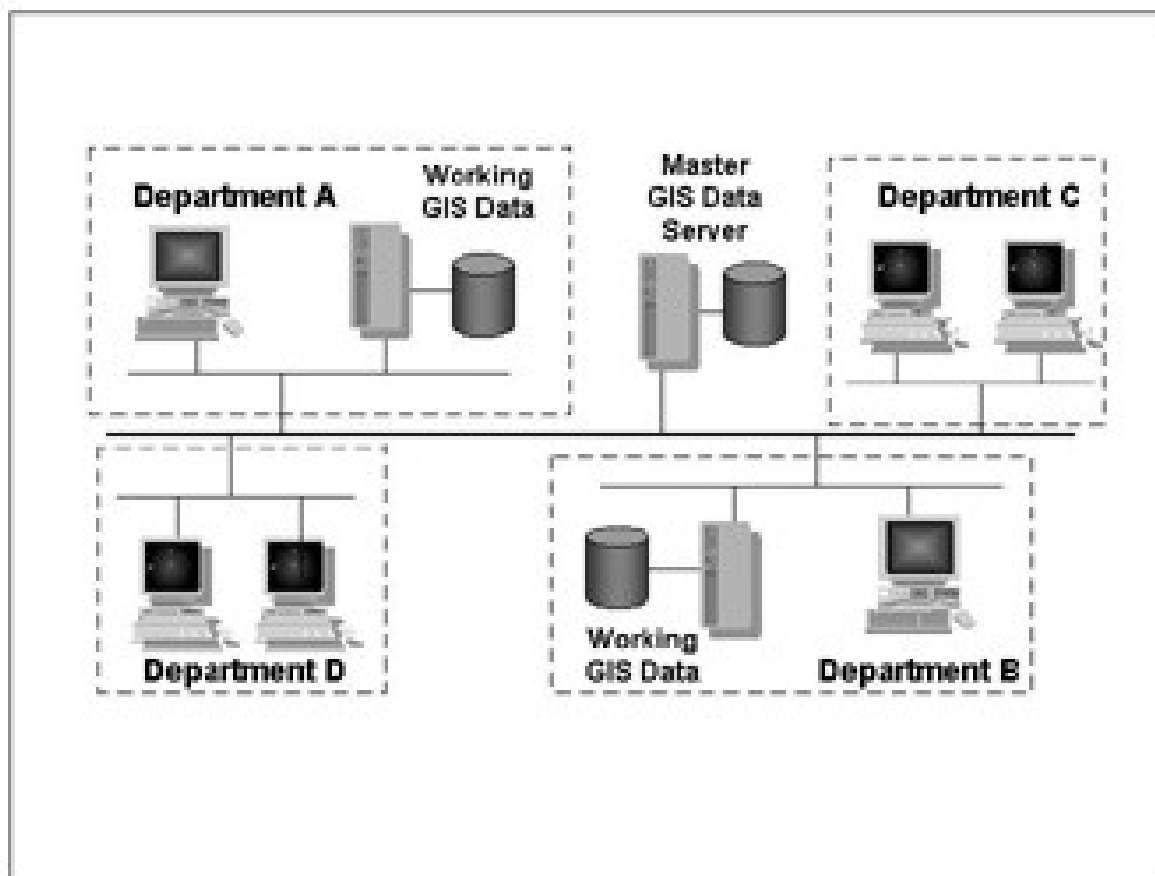 Department A
Working
GIS Data
Master
GIS Data
Server
Department C
Department D
Working
GIS Data
Department B